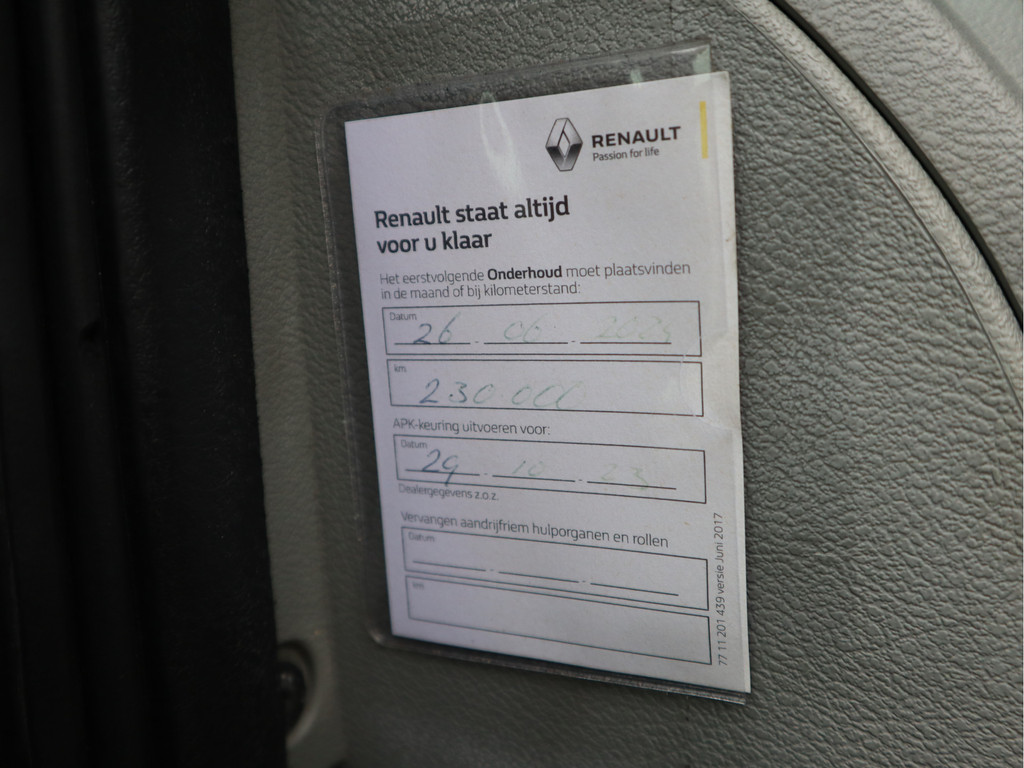 RENAULT
Passion for life
Renault staat altijd
voor u klaar
Het eerstvolgende Onderhoud moet plaatsvinden
in de maand of bij kilometerstand:
Datum
26 . 06 .
km
230.000
APK-keuring uitvoeren voor:
Datum
29 . 10 . 23
Dealergegevens z.o.z.
Vervangen aandrijfriem hulporganen en rollen
Datum
km
77 11 201 439 versie Juni 2017